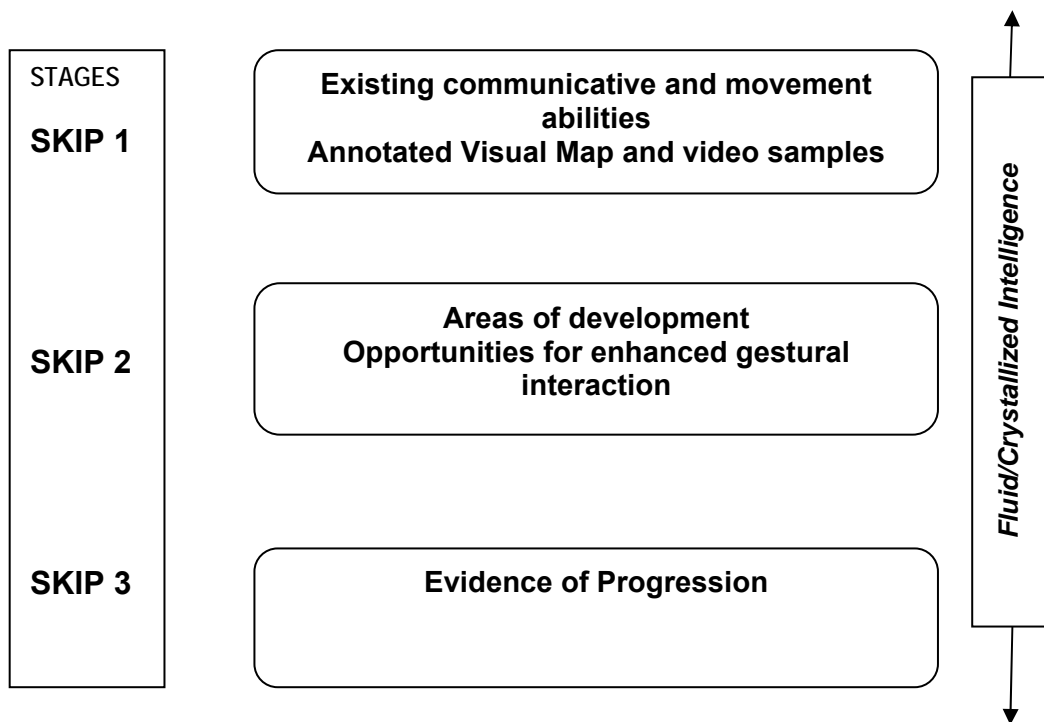 STAGES
SKIP 1
Existing communicative and movement
abilities
Annotated Visual Map and video samples
SKIP 2
Areas of development
Opportunities for enhanced gestural
interaction
SKIP 3
Evidence of Progression
Fluid/Crystallized Intelligence